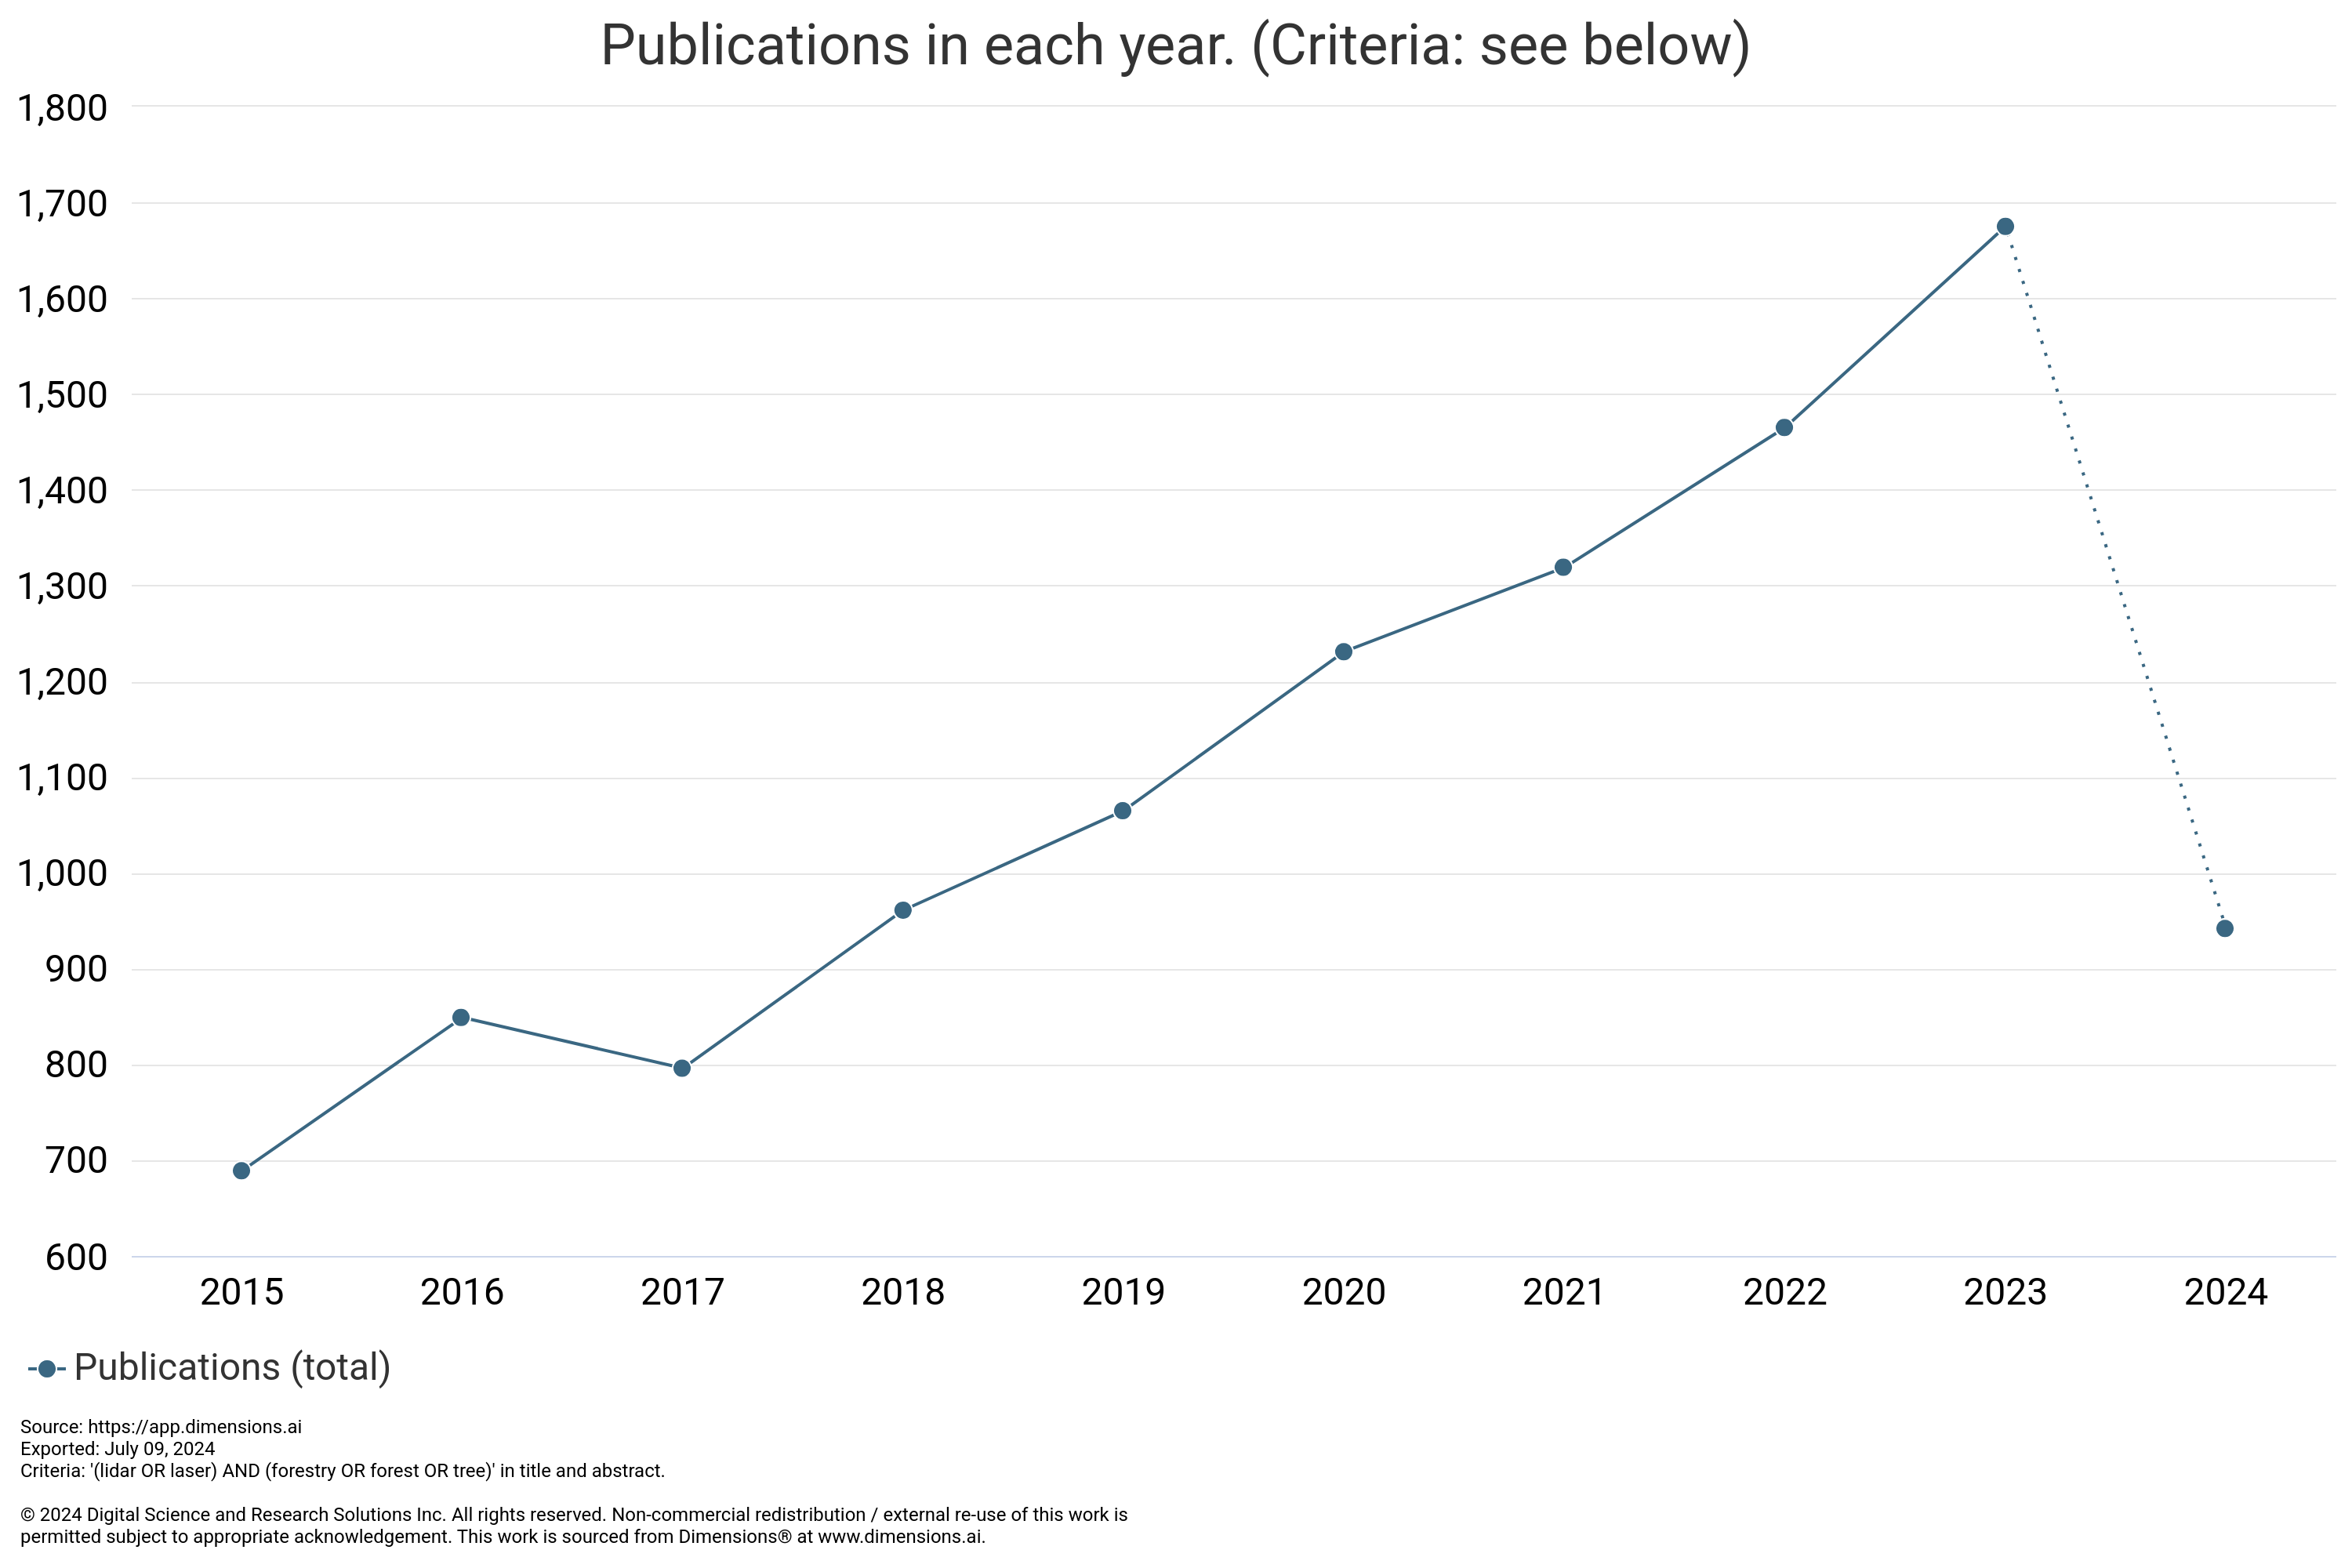 Publications in each year. (Criteria: see below)
1,800
1,700
1,600
1,500
1,400
1,300
1,200
1,100
1,000
900
800
700
600
2015 2016 2017 2018 2019 2020 2021 2022 2023 2024
Publications (total)
Source: https://app.dimensions.ai
Exported: July 09, 2024
Criteria: '(lidar OR laser) AND (forestry OR forest OR tree)' in title and abstract.
© 2024 Digital Science and Research Solutions Inc. All rights reserved. Non-commercial redistribution / external re-use of this work is
permitted subject to appropriate acknowledgement. This work is sourced from Dimensions® at www.dimensions.ai.